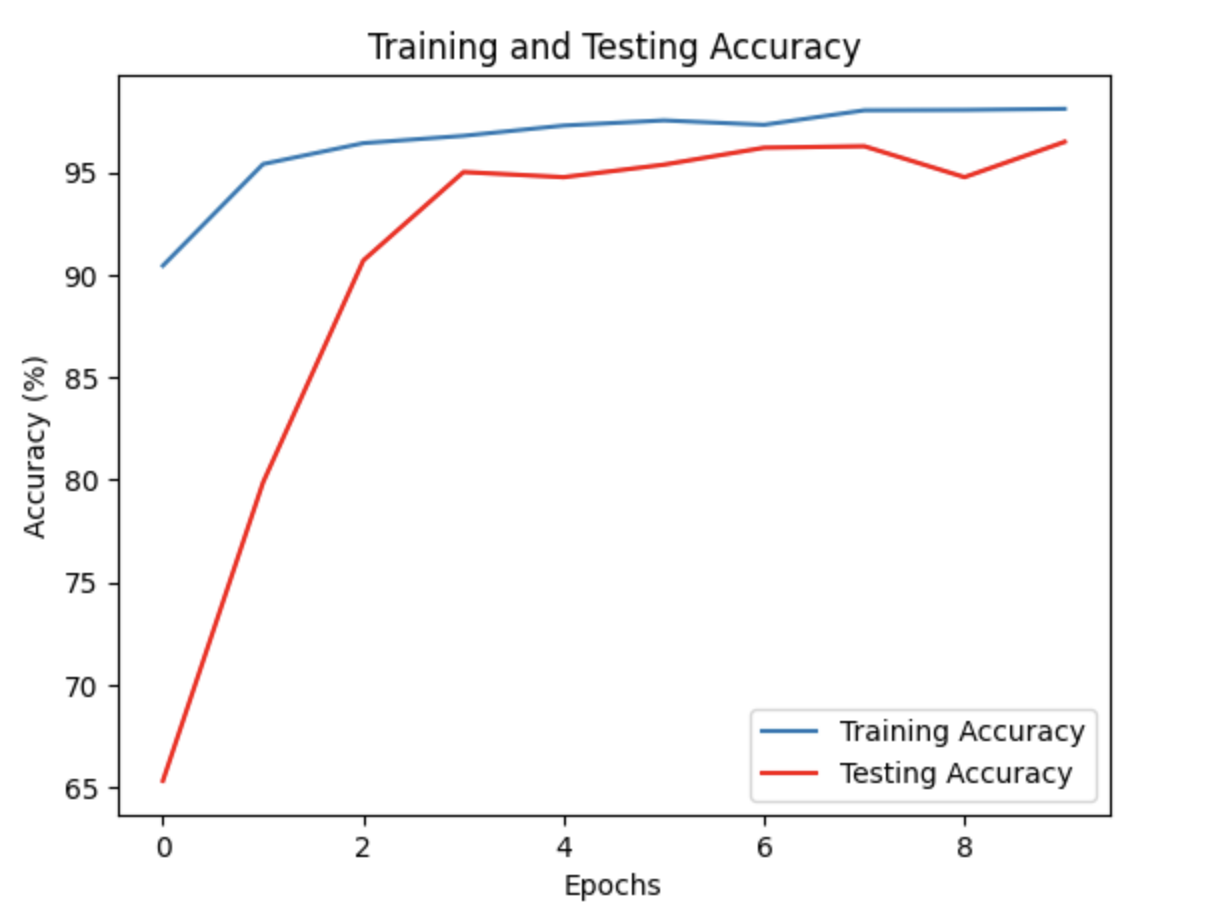 Training and Testing Accuracy
95
90
85
80
75
70
65
Accuracy (%)
Training Accuracy
Testing Accuracy
0 2 4 6 8
Epochs